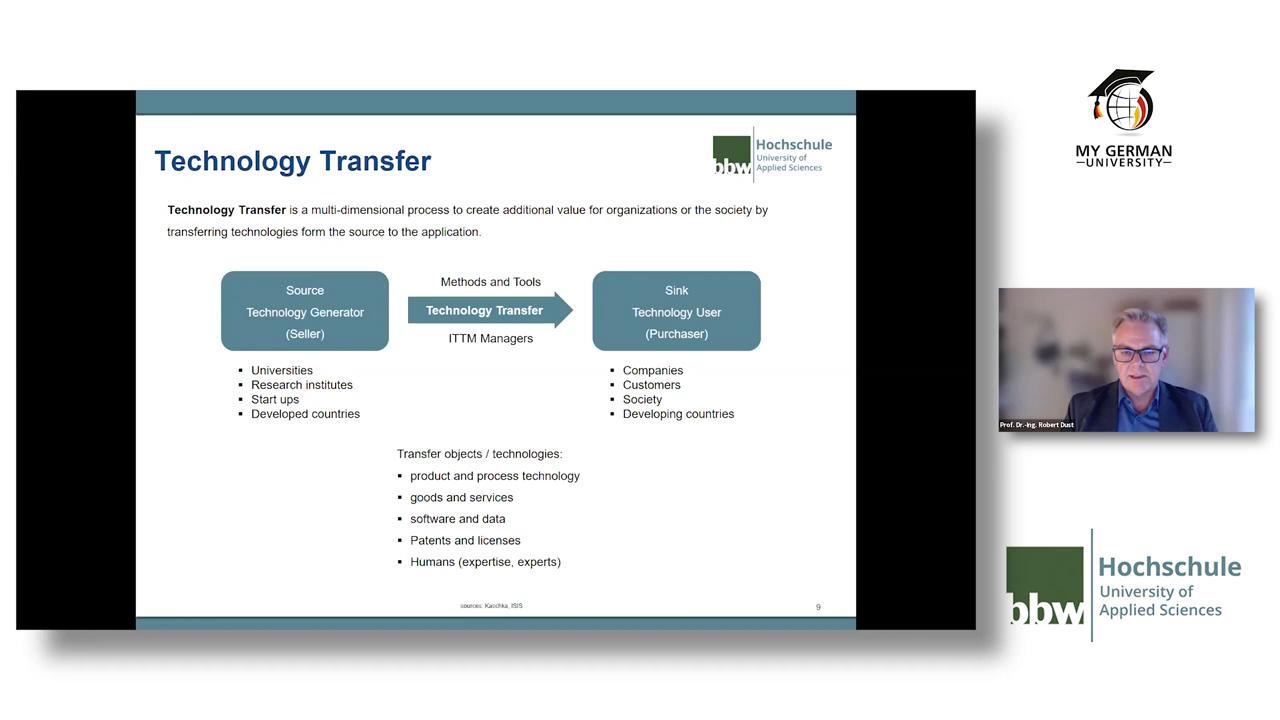 Technology Transfer
bbw
Hochschule
University of
Applied Sciences
Technology Transfer is a multi-dimensional process to create additional value for organizations or the society by
transferring technologies form the source to the application.
Source
Technology Generator
(Seller)
Methods and Tools
Technology Transfer
ITTM Managers
Sink
Technology User
(Purchaser)
▪ Universities
▪ Research institutes
▪ Start ups
▪ Developed countries
▪ Companies
▪ Customers
▪ Society
▪ Developing countries
Transfer objects / technologies:
▪ product and process technology
▪ goods and services
▪ software and data
▪ Patents and licenses
▪ Humans (expertise, experts)
sources: Kaschka, ISIS
9
MY GERMAN
UNIVERSITY
Prof. Dr.-Ing. Robert Dust
bbw
Hochschule
University of
Applied Sciences